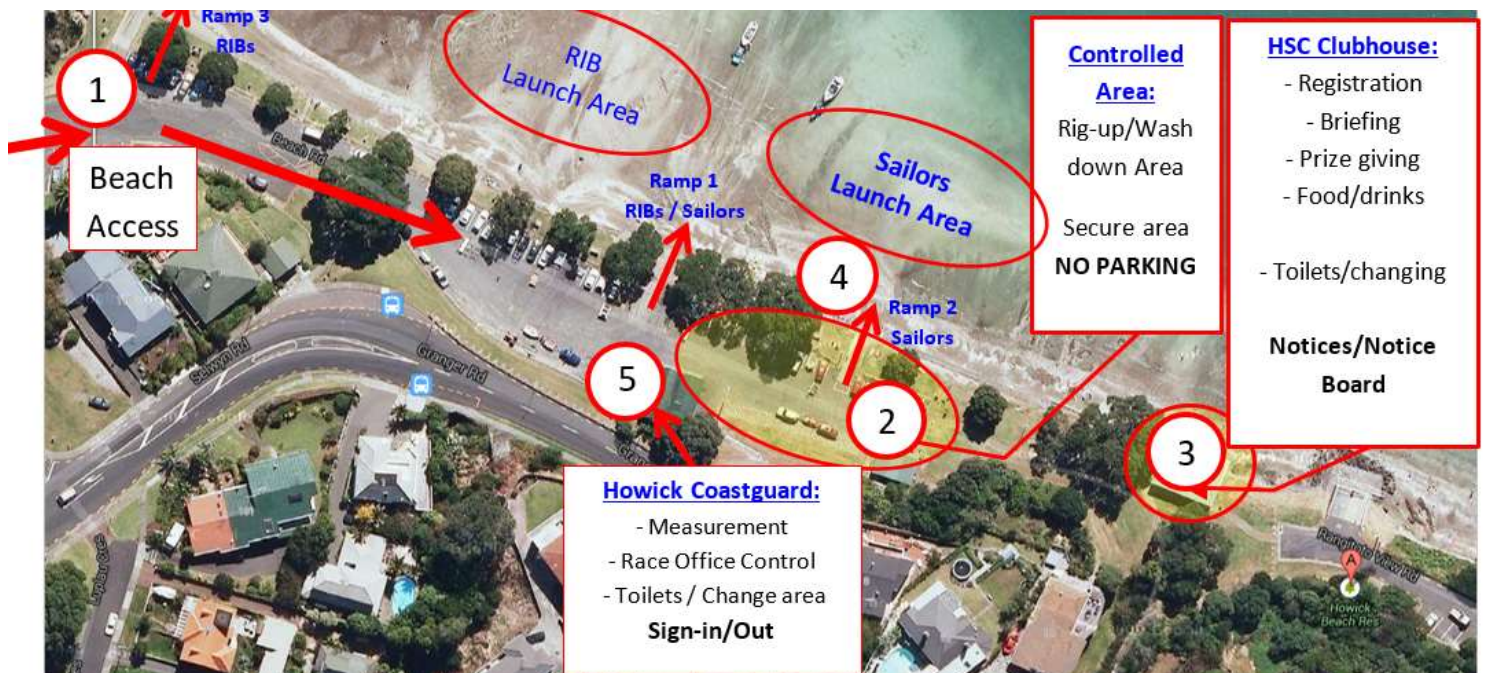 Ramp 3
RIBs
1
Beach
Access
Beach Rd
RIB
Launch Area
Ramp 1
RIBs / Sailors
Sailors
Launch Area
4
Ramp 2
Sailors
5
2
3
Controlled
Area:
Rig-up/Wash
down Area
Secure area
NO PARKING
HSC Clubhouse:
- Registration
- Briefing
- Prize giving
- Food/drinks
- Toilets/changing
Notices/Notice
Board
Selwyn Rd
Granger Rd
Howick Coastguard:
- Measurement
- Race Office Control
- Toilets / Change area
Sign-in/Out
Rangitoto View Rd
A
Howick
Beach Res